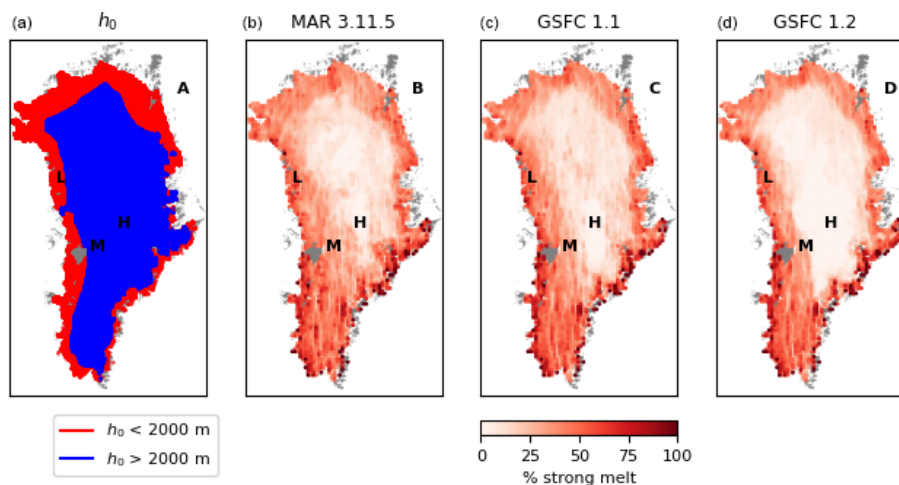 (a) h₀ (b) MAR 3.11.5 (c) GSFC 1.1 (d) GSFC 1.2
A B C D
L L L L
H H H H
M M M M
h₀ < 2000 m
h₀ > 2000 m
0 25 50 75 100
% strong melt